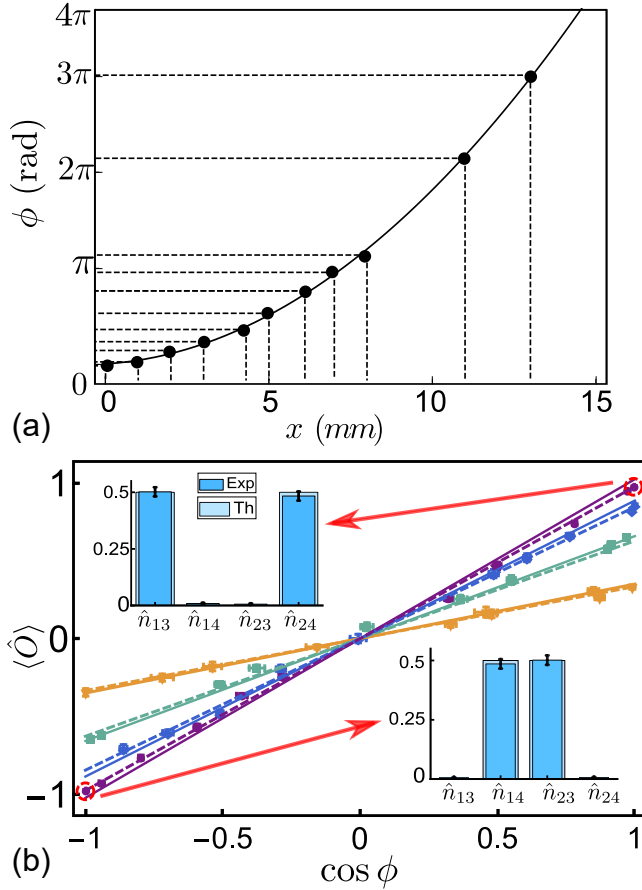 4π
3π
2π
π
0
ϕ (rad)
0 5 10 15
x (mm)
(a)
1
0
−1
⟨Ô⟩
0.5
0.25
0
Exp
Th
n̂13 n̂14 n̂23 n̂24
0.5
0.25
0
n̂13 n̂14 n̂23 n̂24
−1 −0.5 0 0.5 1
cos ϕ
(b)